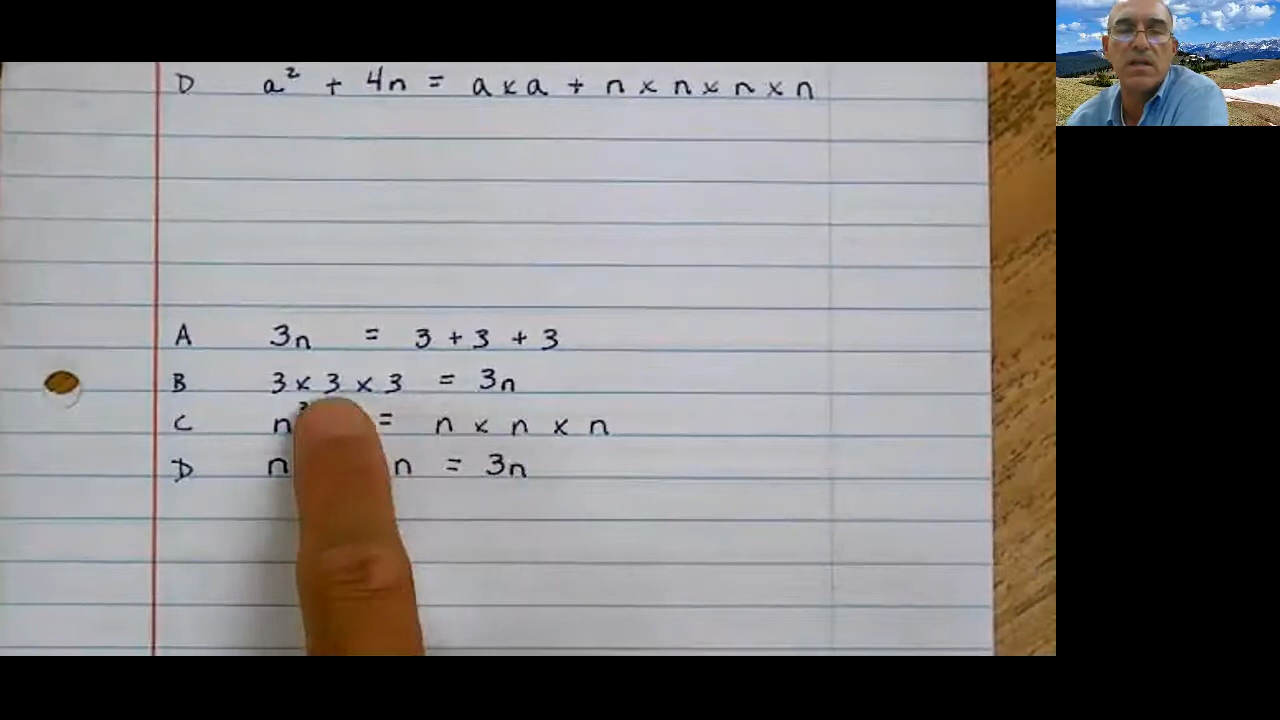 D a² + 4n = a x a + n x n x n x n
A 3n = 3 + 3 + 3
B 3 x 3 x 3 = 3n
C n = n x n x n
D n n = 3n